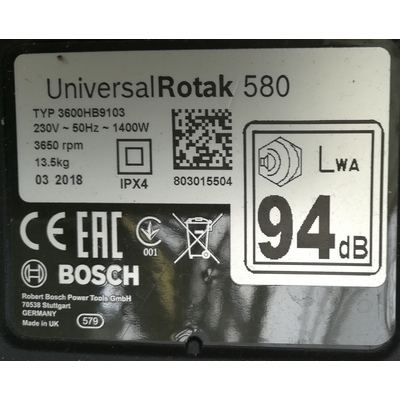 UniversalRotak 580
TYP 3600HB9103
230V ~ 50Hz ~ 1400W
3650 rpm
13.5kg
03 2018
IPX4
803015504
LWA
94dB
CE EAC
001
BOSCH
Robert Bosch Power Tools GmbH
70538 Stuttgart
GERMANY
Made in UK
579